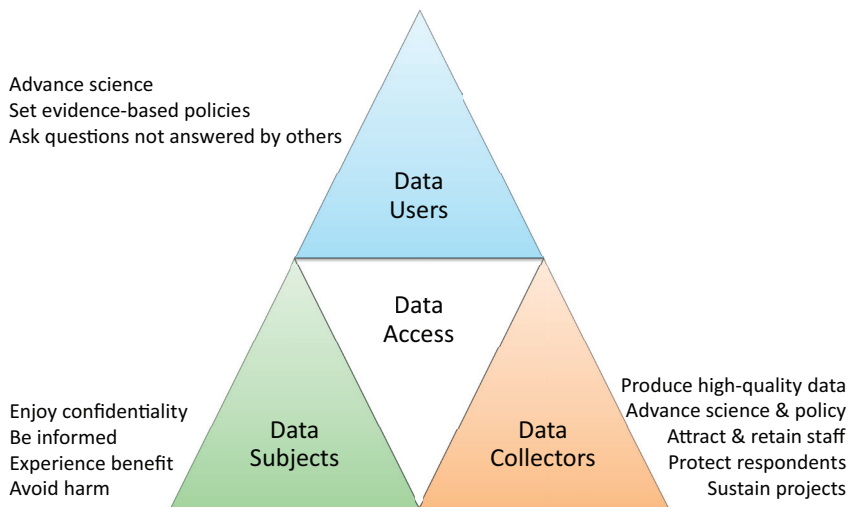 Advance science
Set evidence-based policies
Ask questions not answered by others
Data
Users
Data
Access
Enjoy confidentiality
Be informed
Experience benefit
Avoid harm
Data
Subjects
Data
Collectors
Produce high-quality data
Advance science & policy
Attract & retain staff
Protect respondents
Sustain projects